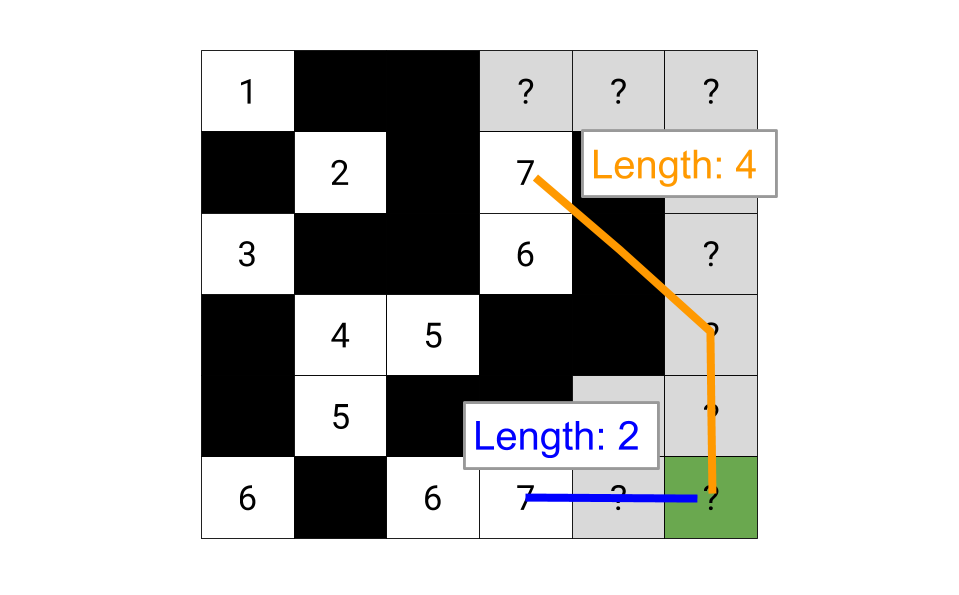 1 ? ? ?
2 7 Length: 4
3 6 ?
4 5 ?
5 ?
Length: 2
6 6 7 ? ?